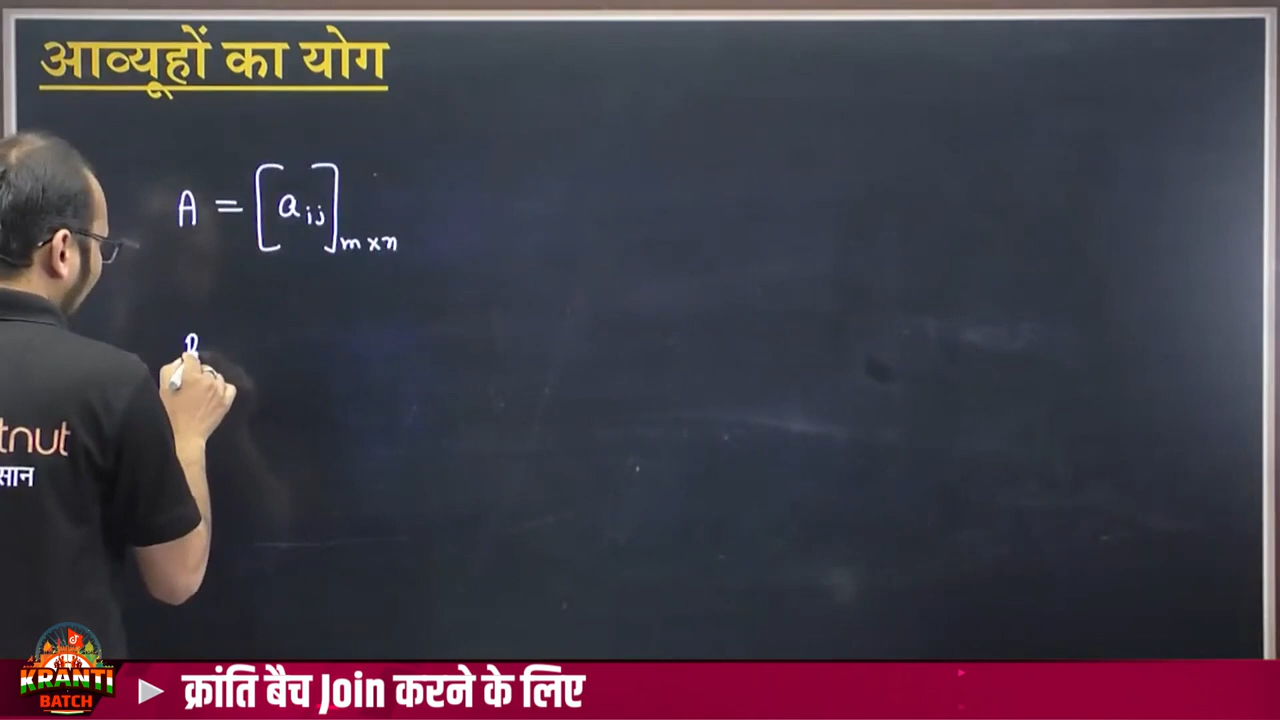 आव्यूहों का योग
A = [aij]m×n
tnut
सान
KRANTI
BATCH
क्रांति बैच Join करने के लिए